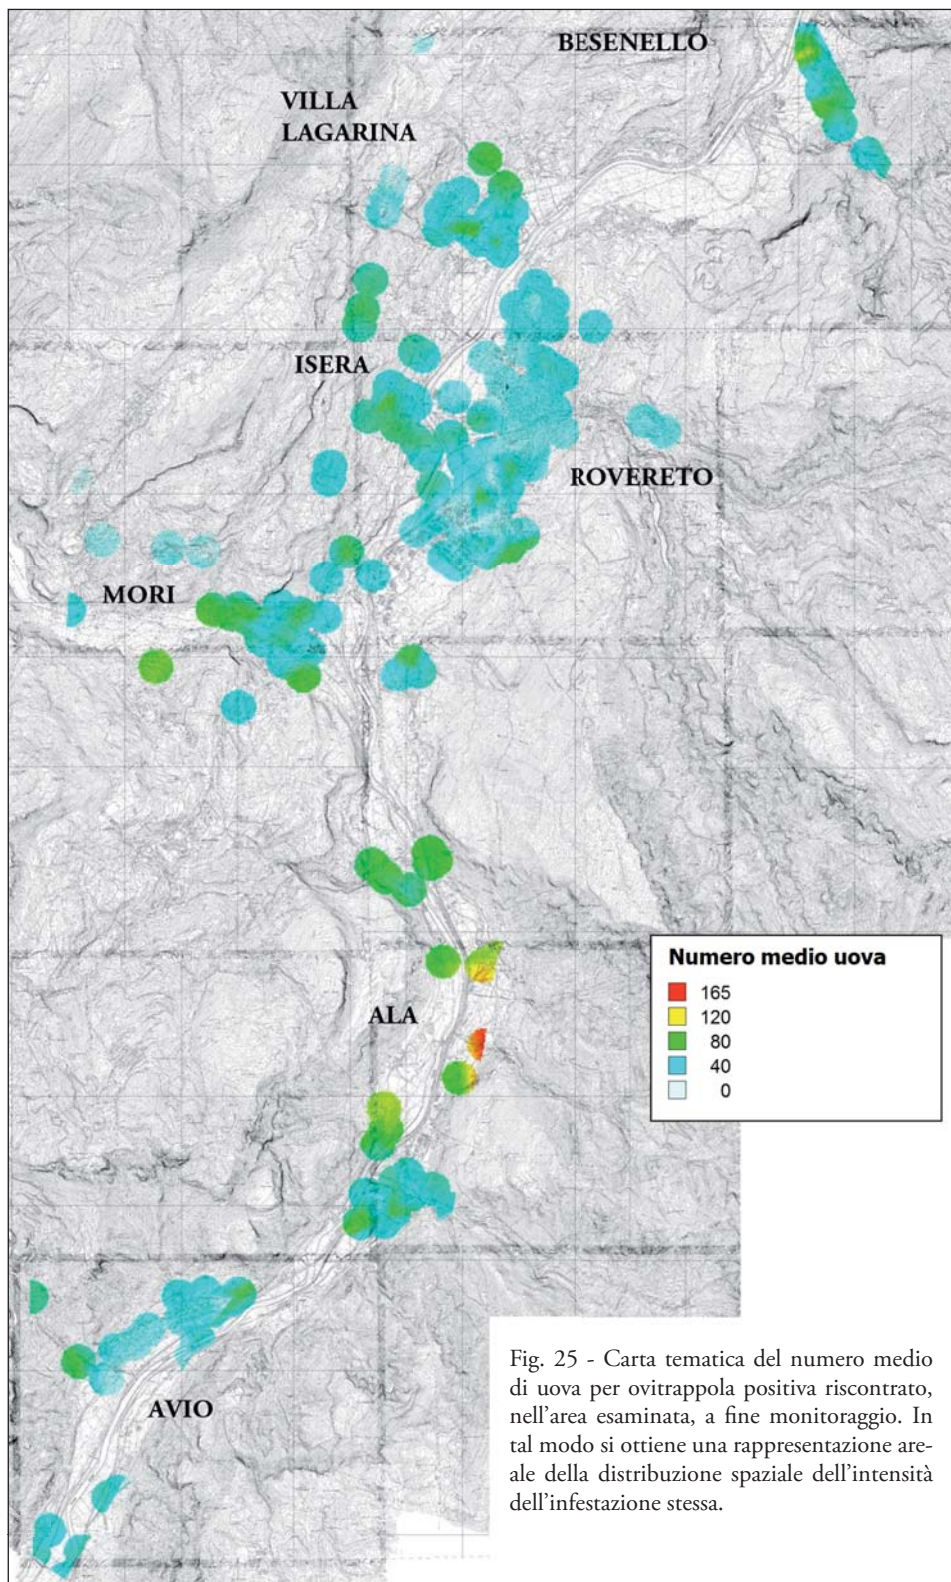 BESENELLO
VILLA
LAGARINA
ISERA
ROVERETO
MORI
ALA
Numero medio uova
165
120
80
40
0
AVIO
Fig. 25 - Carta tematica del numero medio
di uova per ovitrappola positiva riscontrato,
nell'area esaminata, a fine monitoraggio. In
tal modo si ottiene una rappresentazione are-
ale della distribuzione spaziale dell'intensità
dell'infestazione stessa.